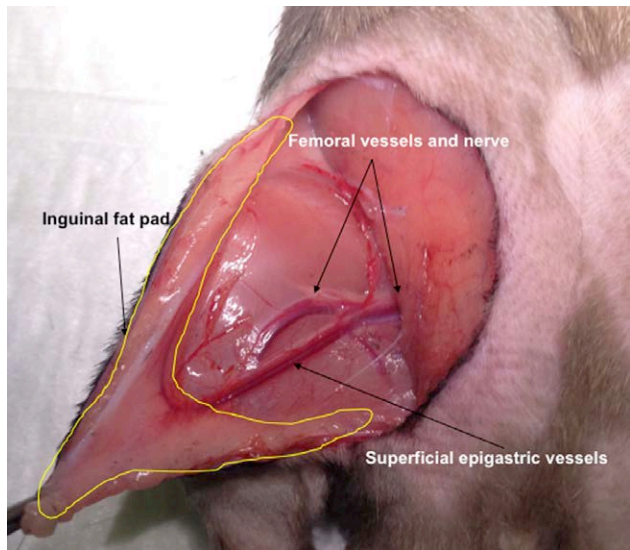 Femoral vessels and nerve
Inguinal fat pad
Superficial epigastric vessels